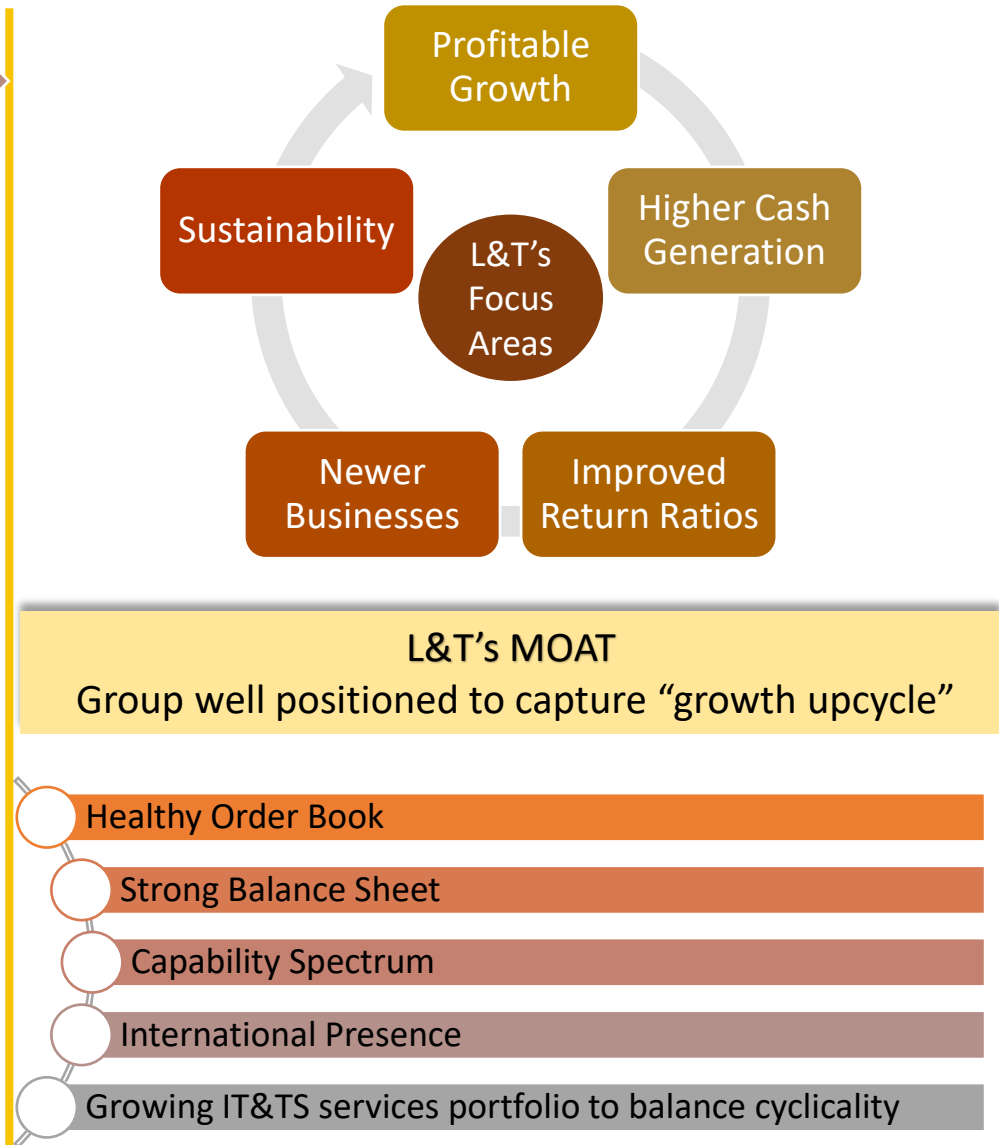 Profitable
Growth
Sustainability
Higher Cash
Generation
L&T’s
Focus
Areas
Newer
Businesses
Improved
Return Ratios
L&T’s MOAT
Group well positioned to capture “growth upcycle”
Healthy Order Book
Strong Balance Sheet
Capability Spectrum
International Presence
Growing IT&TS services portfolio to balance cyclicality